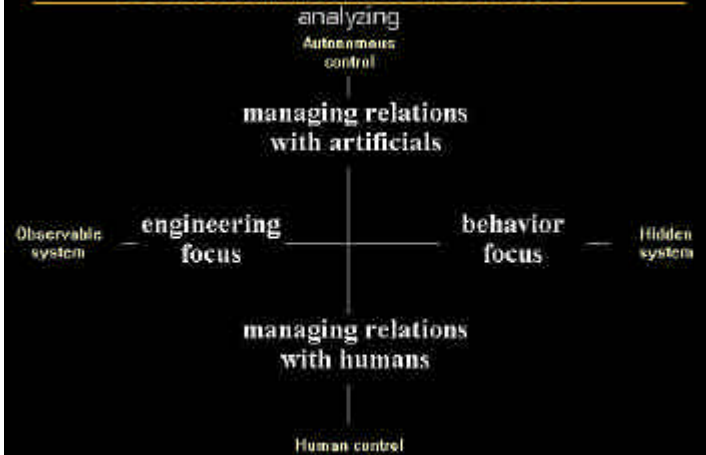 analyzing
Autonomous
control
managing relations
with artificials
Observable
system
engineering
focus
behavior
focus
Hidden
system
managing relations
with humans
Human control